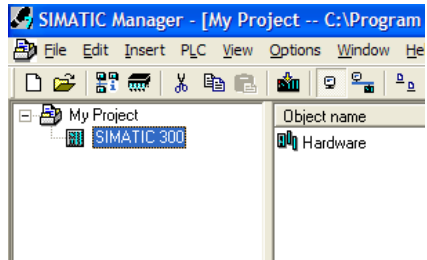 SIMATIC Manager - [My Project -- C:\Program
File Edit Insert PLC View Options Window
My Project
Object name
SIMATIC 300
Hardware